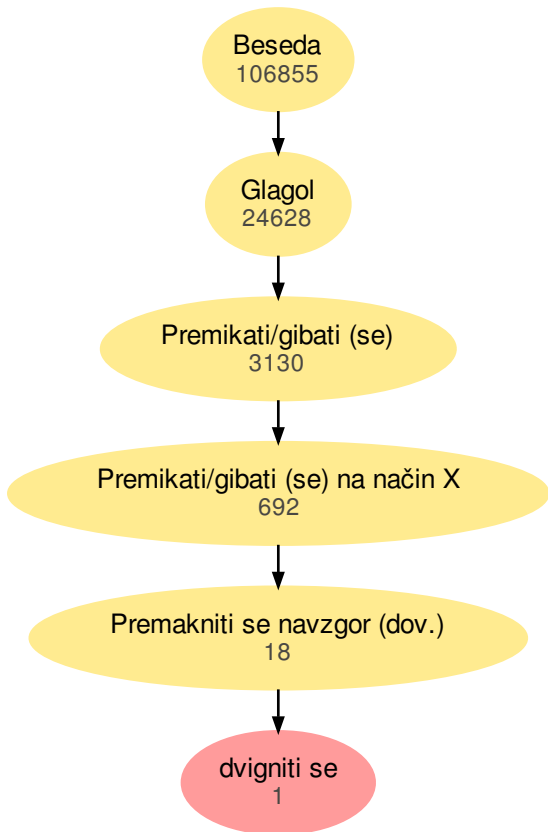 Beseda
106855
Glagol
24628
Premikati/gibati (se)
3130
Premikati/gibati (se) na način X
692
Premakniti se navzgor (dov.)
18
dvigniti se
1